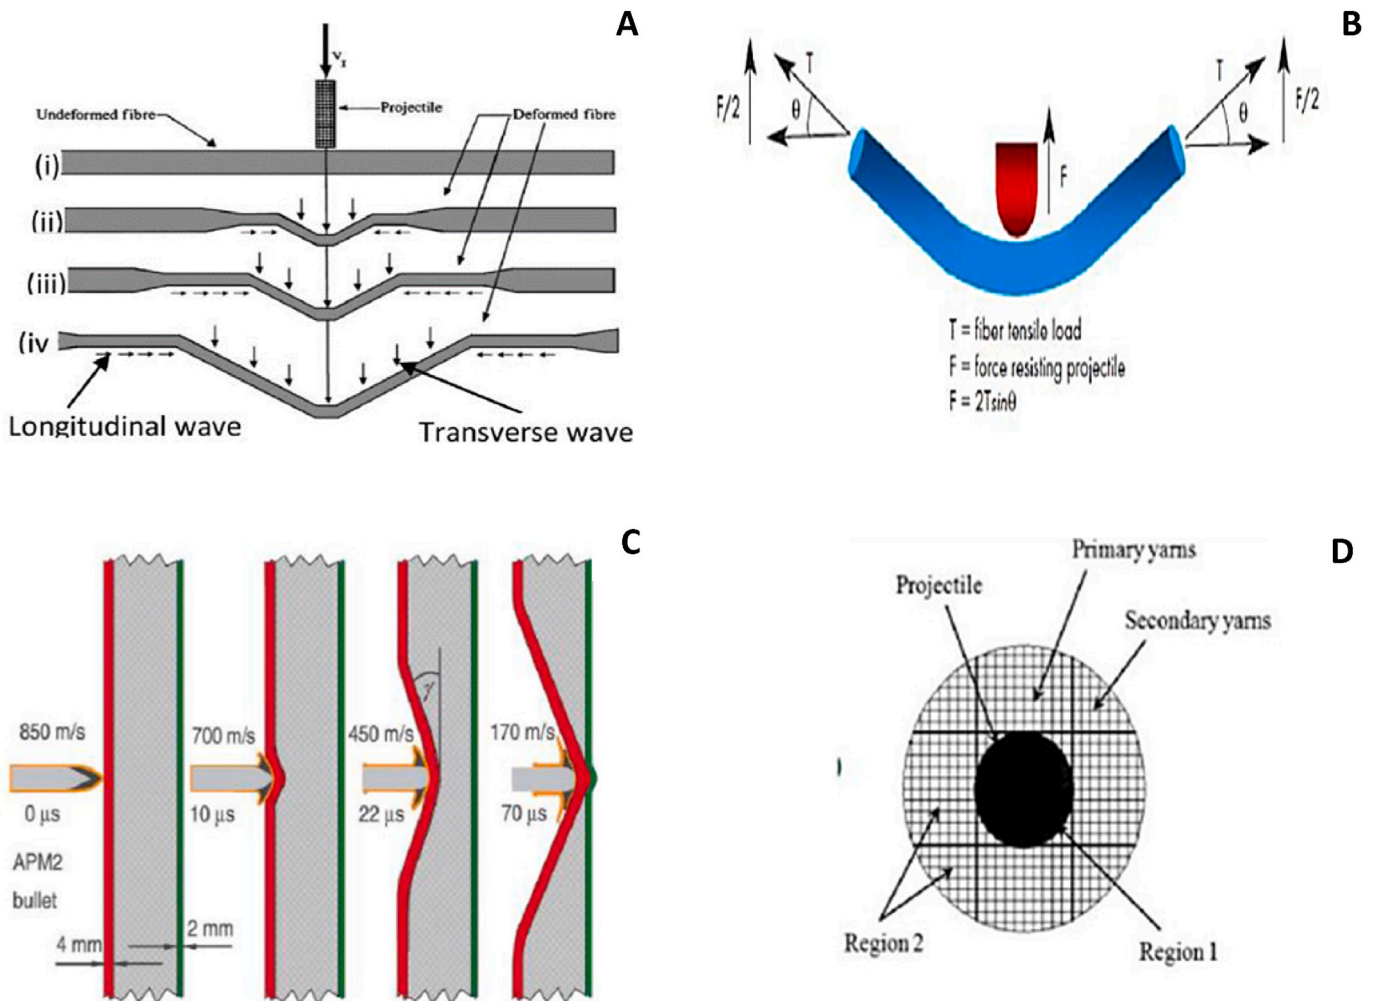 A
v_I
Projectile
Undeformed fibre
Deformed fibre
(i)
(ii)
(iii)
(iv
Longitudinal wave
Transverse wave
B
F/2
T
θ
F
T
θ
F/2
T = fiber tensile load
F = force resisting projectile
F = 2Tsinθ
C
850 m/s
700 m/s
450 m/s
170 m/s
γ
0 μs
10 μs
22 μs
70 μs
APM2
bullet
4 mm
2 mm
D
Primary yarns
Projectile
Secondary yarns
Region 2
Region 1